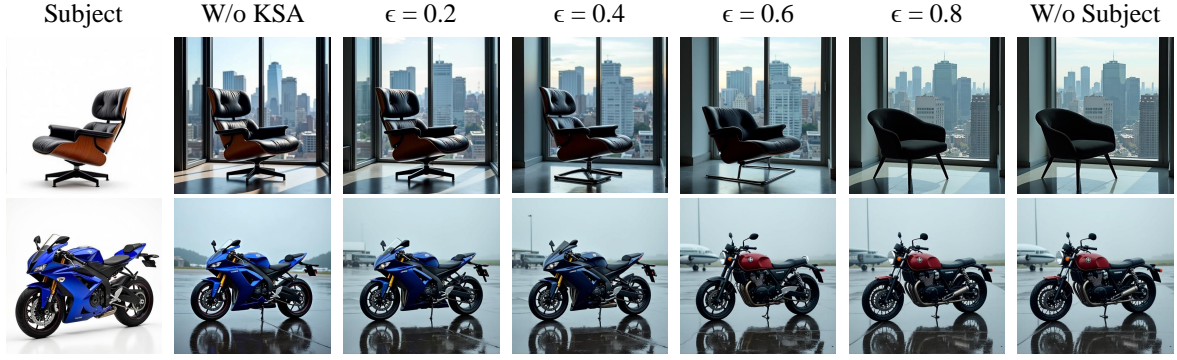 Subject W/o KSA ϵ = 0.2 ϵ = 0.4 ϵ = 0.6 ϵ = 0.8 W/o Subject